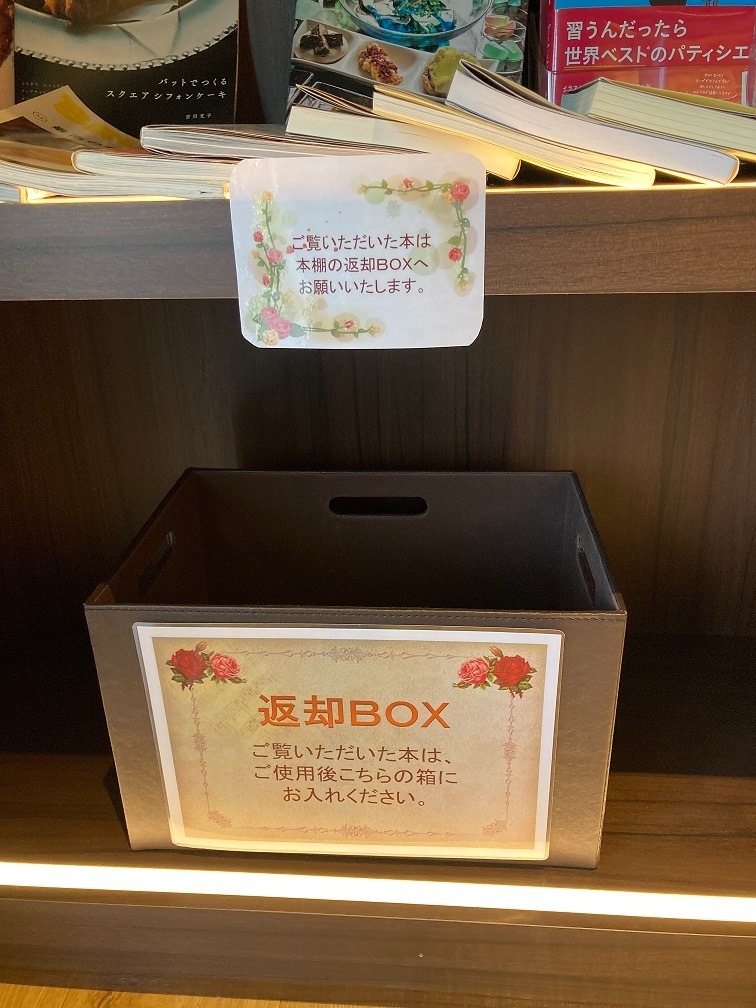 バットでつくる
スクエアシフォンケーキ
吉川文子
習うんだったら
世界ベストのパティシエ
ご覧いただいた本は
本棚の返却BOXへ
お願いいたします。
返却BOX
ご覧いただいた本は、
ご使用後こちらの箱に
お入れください。